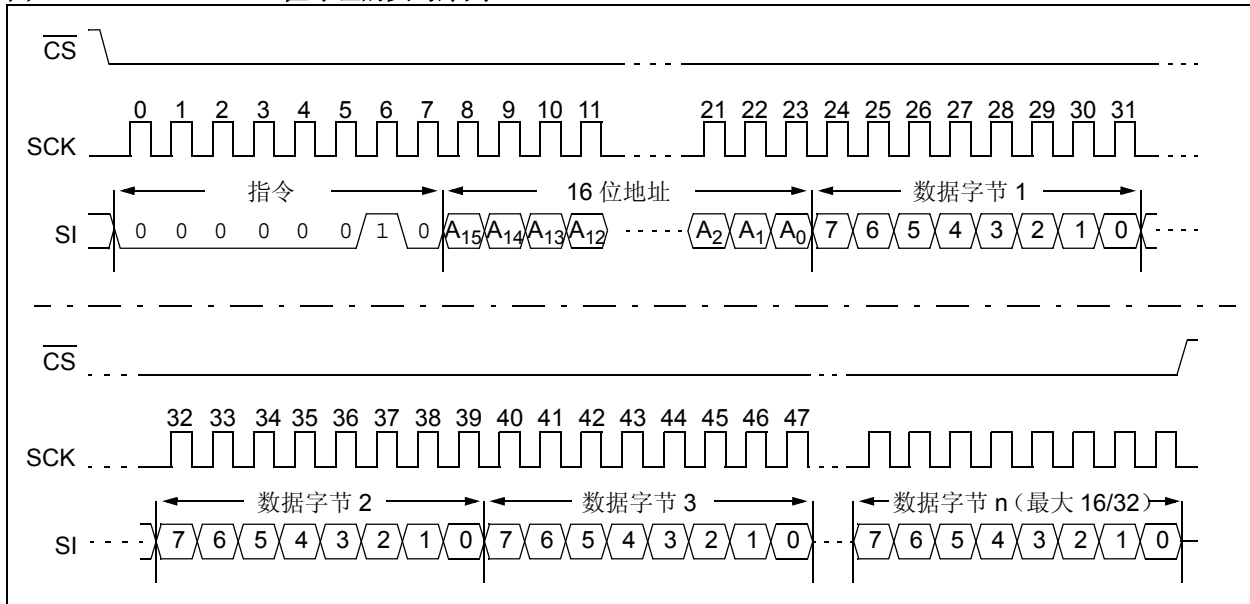 CS
0 1 2 3 4 5 6 7 8 9 10 11 21 22 23 24 25 26 27 28 29 30 31
SCK
指令 16 位地址 数据字节 1
SI 0 0 0 0 0 0 1 0 A15 A14 A13 A12 A2 A1 A0 7 6 5 4 3 2 1 0
CS
32 33 34 35 36 37 38 39 40 41 42 43 44 45 46 47
SCK
数据字节 2 数据字节 3 数据字节 n（最大 16/32）
SI 7 6 5 4 3 2 1 0 7 6 5 4 3 2 1 0 7 6 5 4 3 2 1 0